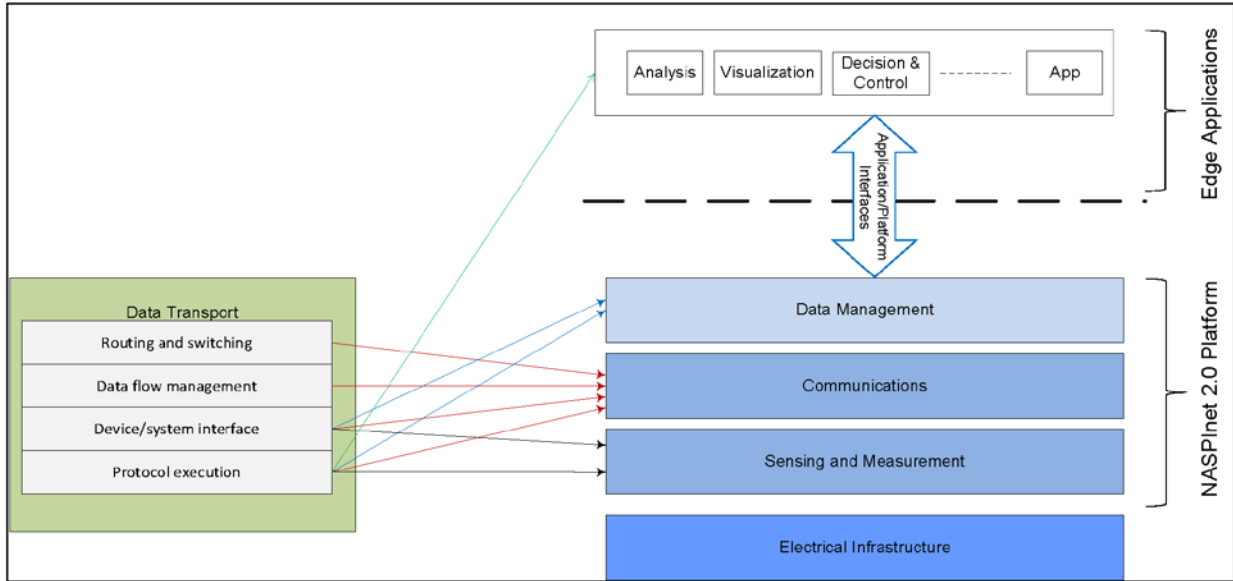 Analysis
Visualization
Decision &
Control
App
Edge Applications
Application/Platform
Interfaces
Data Transport
Routing and switching
Data flow management
Device/system interface
Protocol execution
Data Management
Communications
Sensing and Measurement
NASPInet 2.0 Platform
Electrical Infrastructure